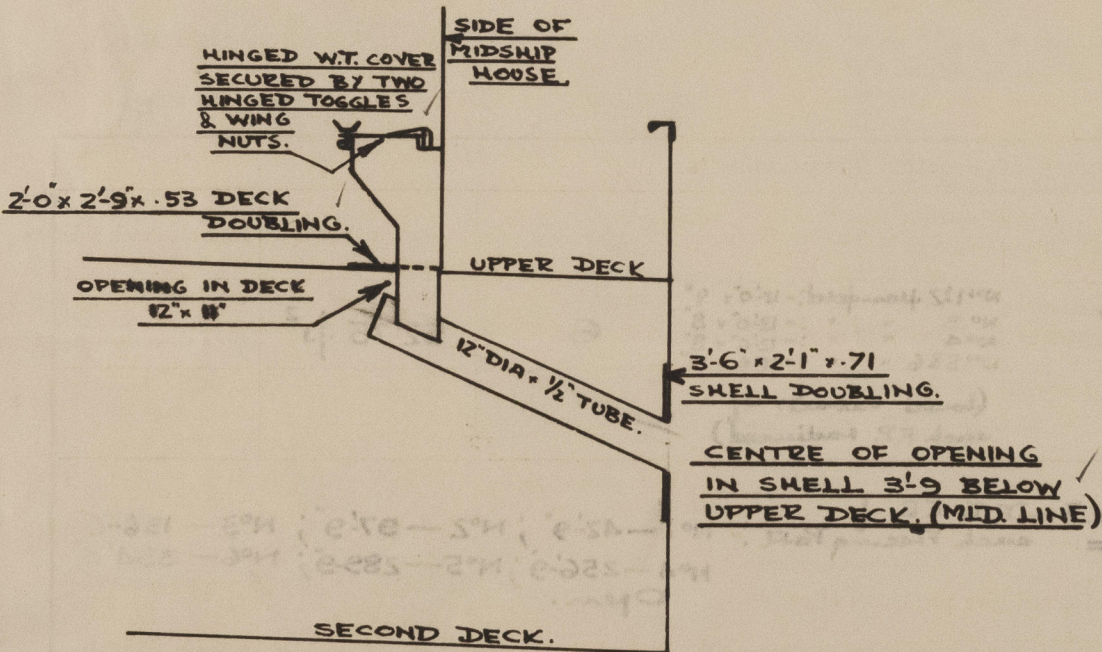 SIDE OF
MIDSHIP
HOUSE.
HINGED W.T. COVER
SECURED BY TWO
HINGED TOGGLES
& WING
NUTS.
2'-0" x 2'-9" x .53 DECK
DOUBLING.
UPPER DECK
OPENING IN DECK
12" x 11"
12" DIA x 1/2" TUBE.
3'-6" x 2'-1" x .71
SHELL DOUBLING.
CENTRE OF OPENING
IN SHELL 3'-9 BELOW
UPPER DECK. (MLD. LINE)
SECOND DECK.